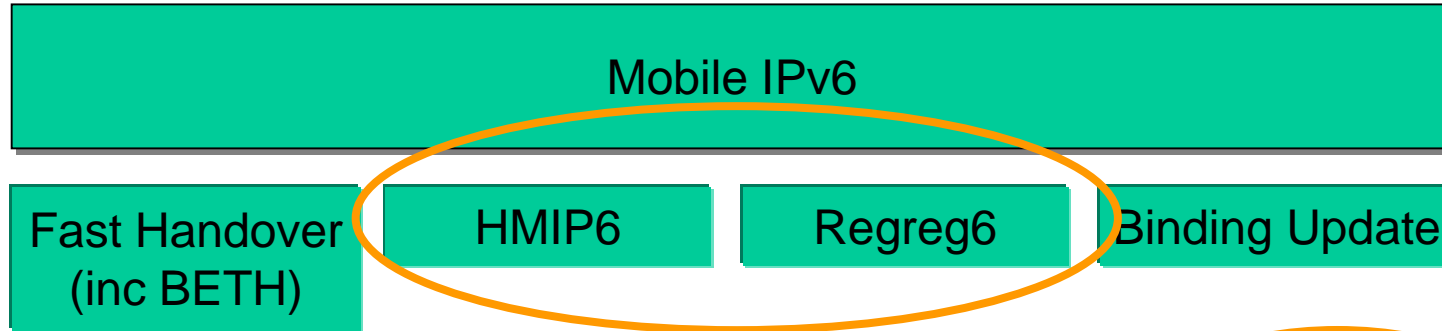 Mobile IPv6
Fast Handover
(inc BETH)
HMIP6
Regreg6
Binding Update